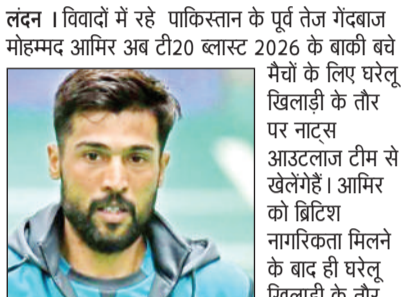 लंदन । विवादों में रहे पाकिस्तान के पूर्व तेज गेंदबाज
मोहम्मद आमिर अब टी20 ब्लास्ट 2026 के बाकी बचे
मैचों के लिए घरेलू
खिलाड़ी के तौर
पर नाट्स
आउटलाज टीम से
खेलेंगेहैं। आमिर
को ब्रिटिश
नागरिकता मिलने
के बाद ही घरेलू
खिलाड़ी के तौर